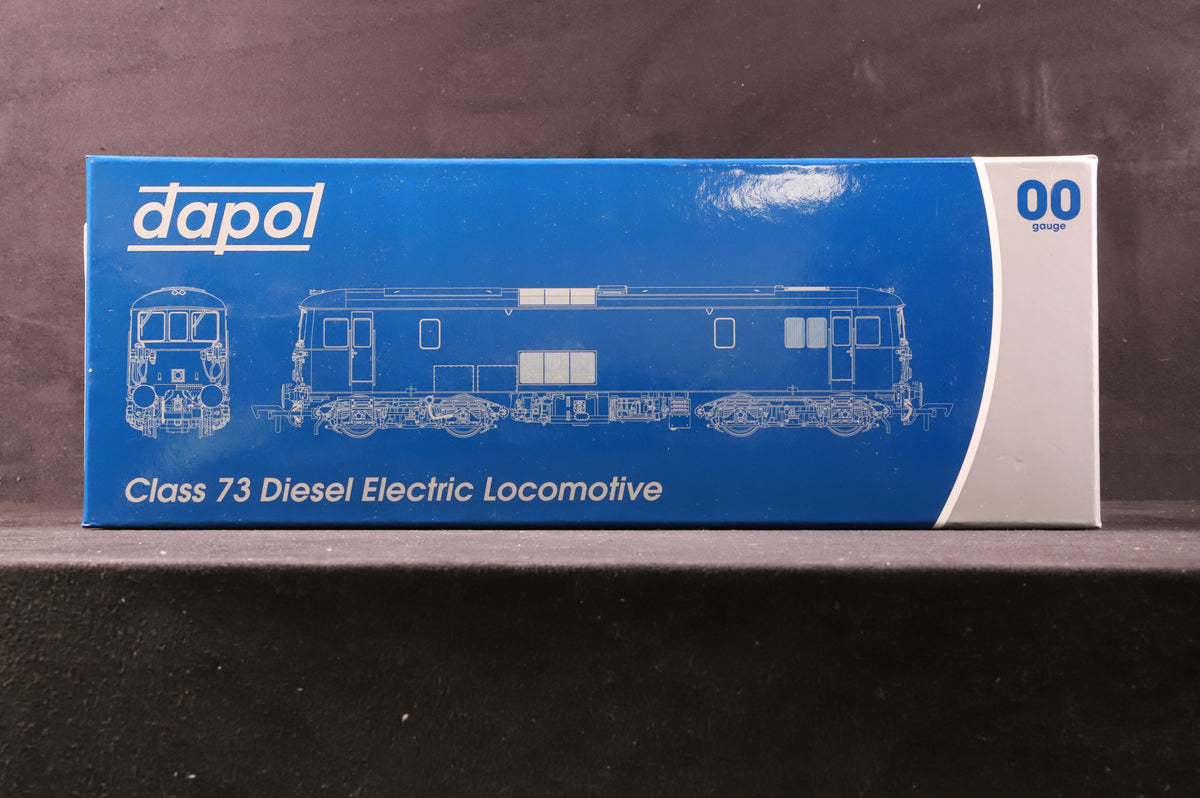 dapol
00
gauge
Class 73 Diesel Electric Locomotive